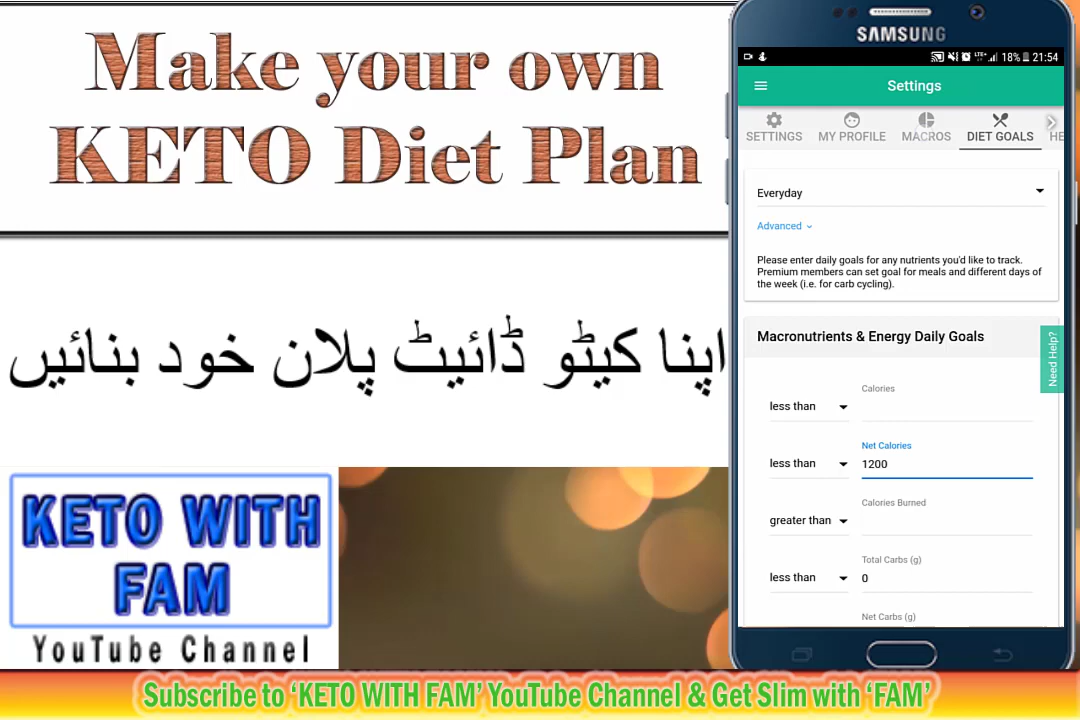 Make your own
KETO Diet Plan
اپنا کیٹو ڈائیٹ پلان خود بنائیں
KETO WITH
FAM
YouTube Channel
SAMSUNG
LTE+ 18% 21:54
Settings
SETTINGS MY PROFILE MACROS DIET GOALS HE
Everyday
Advanced
Please enter daily goals for any nutrients you'd like to track.
Premium members can set goal for meals and different days of
the week (i.e. for carb cycling).
Macronutrients & Energy Daily Goals
Need Help?
Calories
less than
Net Calories
less than 1200
Calories Burned
greater than
Total Carbs (g)
less than 0
Net Carbs (g)
Subscribe to ‘KETO WITH FAM’ YouTube Channel & Get Slim with ‘FAM’